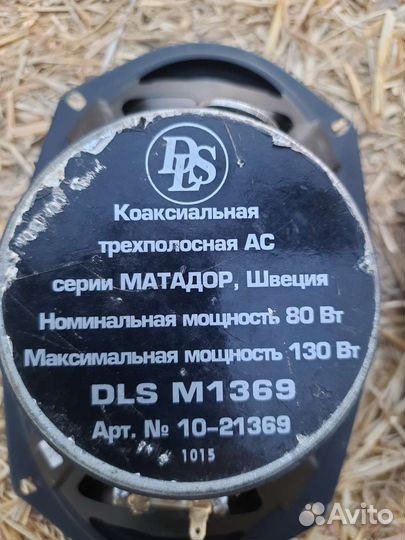 DLS
Коаксиальная
трехполосная АС
серии МАТАДОР, Швеция
Номинальная мощность 80 Вт
Максимальная мощность 130 Вт
DLS M1369
Арт. № 10-21369
1015
Avito